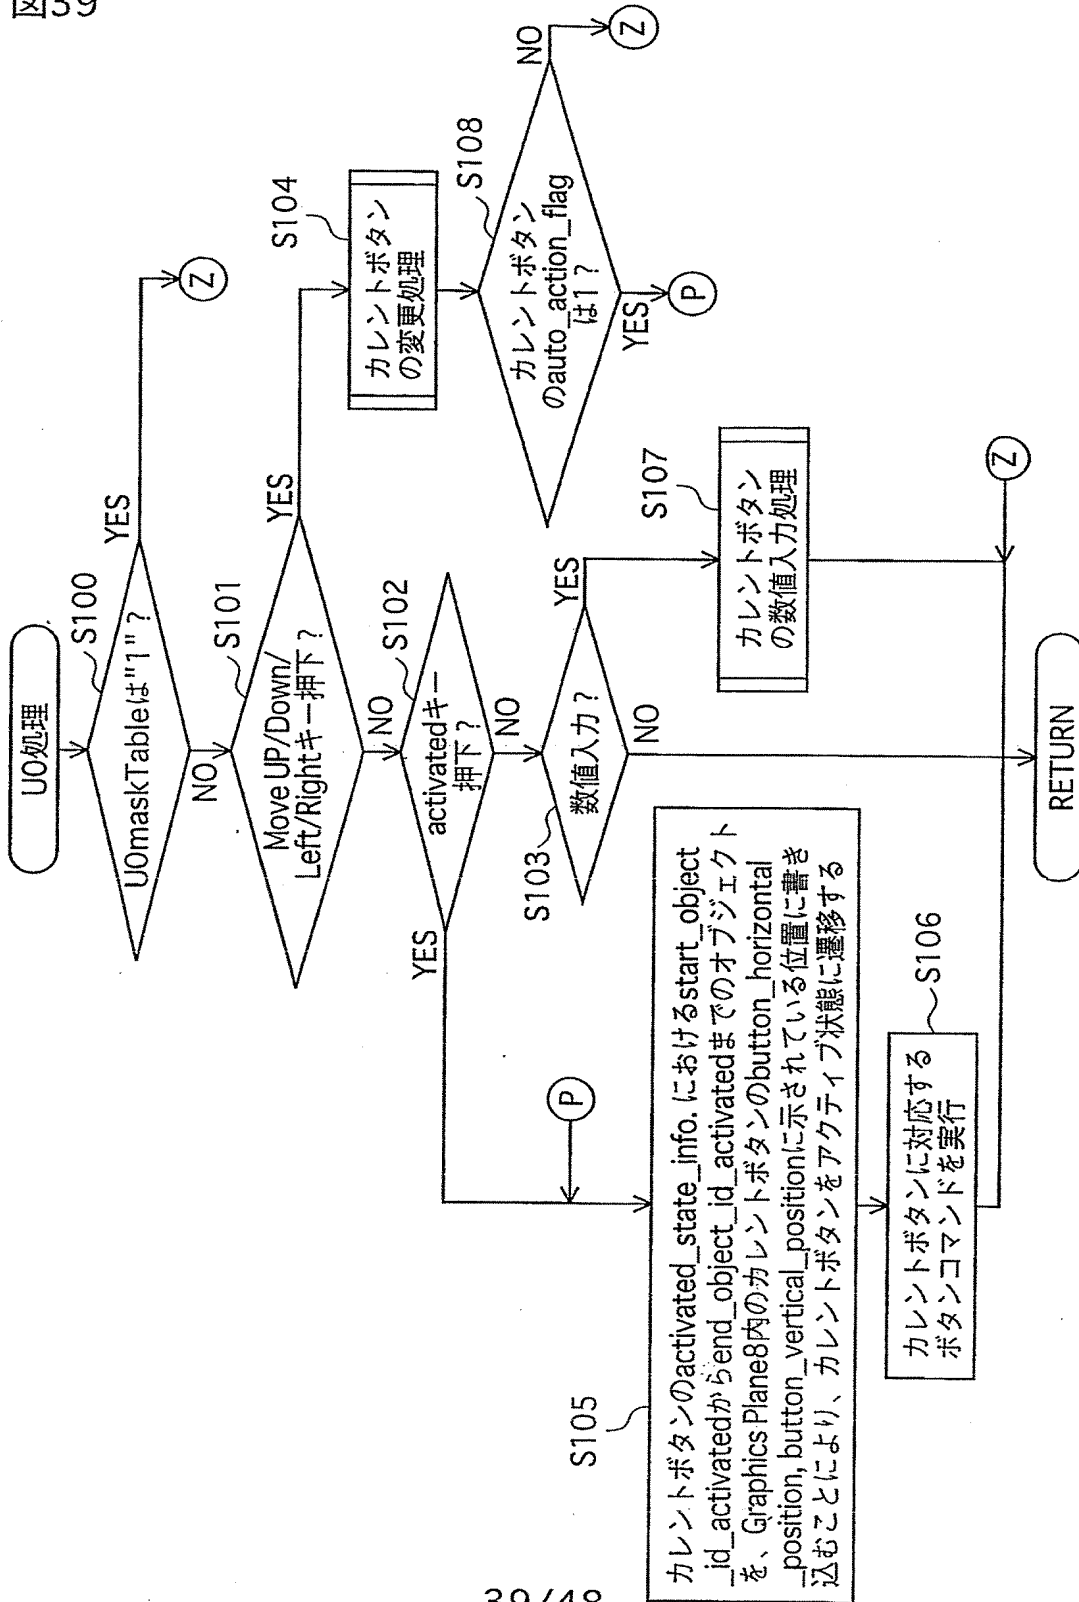 図39
UO処理
S100
UOmaskTableは"1"?
YES
Z
NO
S101
Move UP/Down/
Left/Rightキー押下?
YES
S104
カレントボタン
の変更処理
S108
カレントボタン
のauto_action_flag
は1?
NO
Z
YES
P
NO
S102
activatedキー
押下?
YES
NO
S103
数値入力?
YES
S107
カレントボタン
の数値入力処理
NO
Z
P
S105
カレントボタンのactivated_state_info.におけるstart_object
_id_activatedからend_object_id_activatedまでのオブジェクト
を、Graphics Plane8内のカレントボタンのbutton_horizontal
_position, button_vertical_positionに示されている位置に書き
込むことにより、カレントボタンをアクティブ状態に遷移する
S106
カレントボタンに対応する
ボタンコマンドを実行
RETURN
39/48